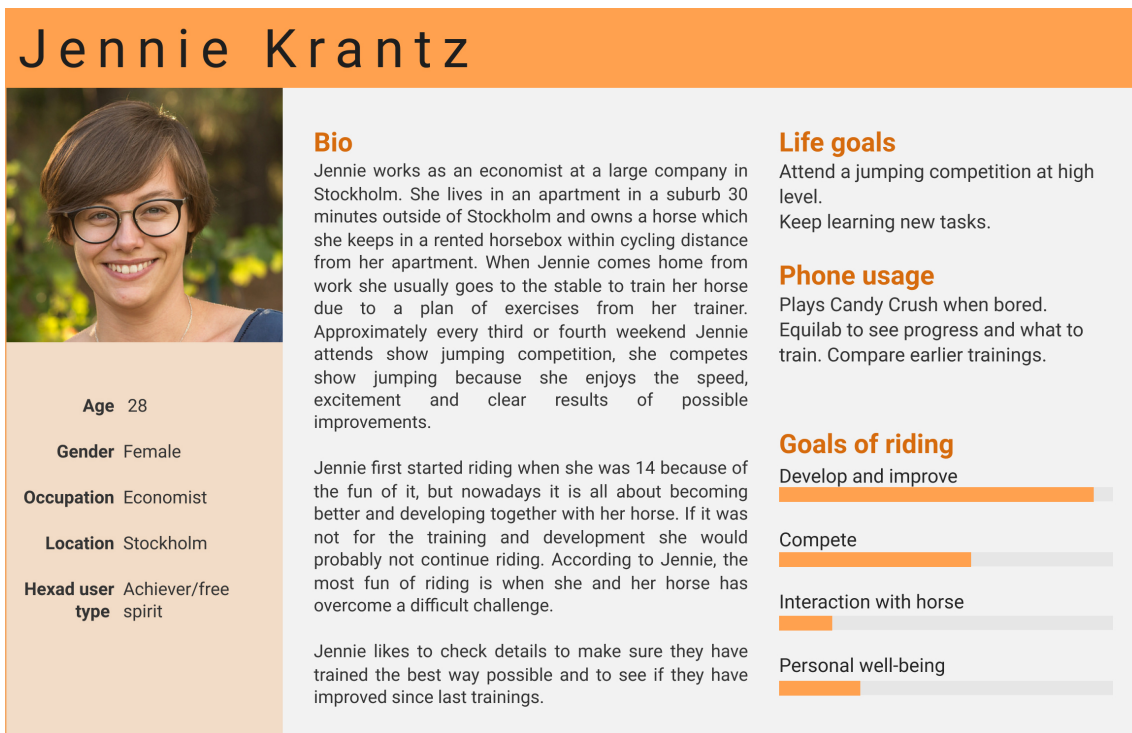 Jennie Krantz
Age 28
Gender Female
Occupation Economist
Location Stockholm
Hexad user Achiever/free
type spirit
Bio
Jennie works as an economist at a large company in
Stockholm. She lives in an apartment in a suburb 30
minutes outside of Stockholm and owns a horse which
she keeps in a rented horsebox within cycling distance
from her apartment. When Jennie comes home from
work she usually goes to the stable to train her horse
due to a plan of exercises from her trainer.
Approximately every third or fourth weekend Jennie
attends show jumping competition, she competes
show jumping because she enjoys the speed,
excitement and clear results of possible
improvements.
Jennie first started riding when she was 14 because of
the fun of it, but nowadays it is all about becoming
better and developing together with her horse. If it was
not for the training and development she would
probably not continue riding. According to Jennie, the
most fun of riding is when she and her horse has
overcome a difficult challenge.
Jennie likes to check details to make sure they have
trained the best way possible and to see if they have
improved since last trainings.
Life goals
Attend a jumping competition at high
level.
Keep learning new tasks.
Phone usage
Plays Candy Crush when bored.
Equilab to see progress and what to
train. Compare earlier trainings.
Goals of riding
Develop and improve
Compete
Interaction with horse
Personal well-being